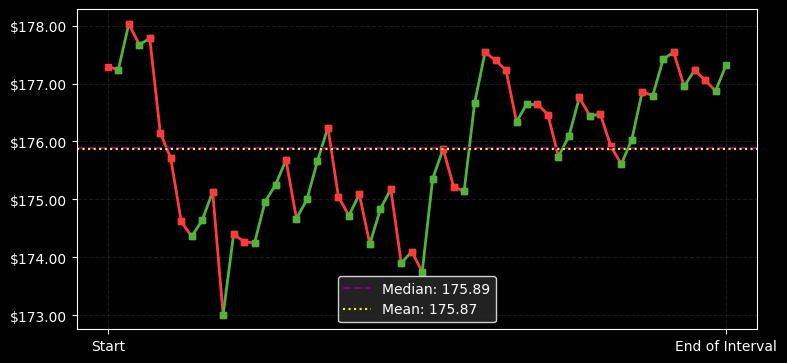 $178.00
$177.00
$176.00
$175.00
$174.00
$173.00
Median: 175.89
Mean: 175.87
Start
End of Interval